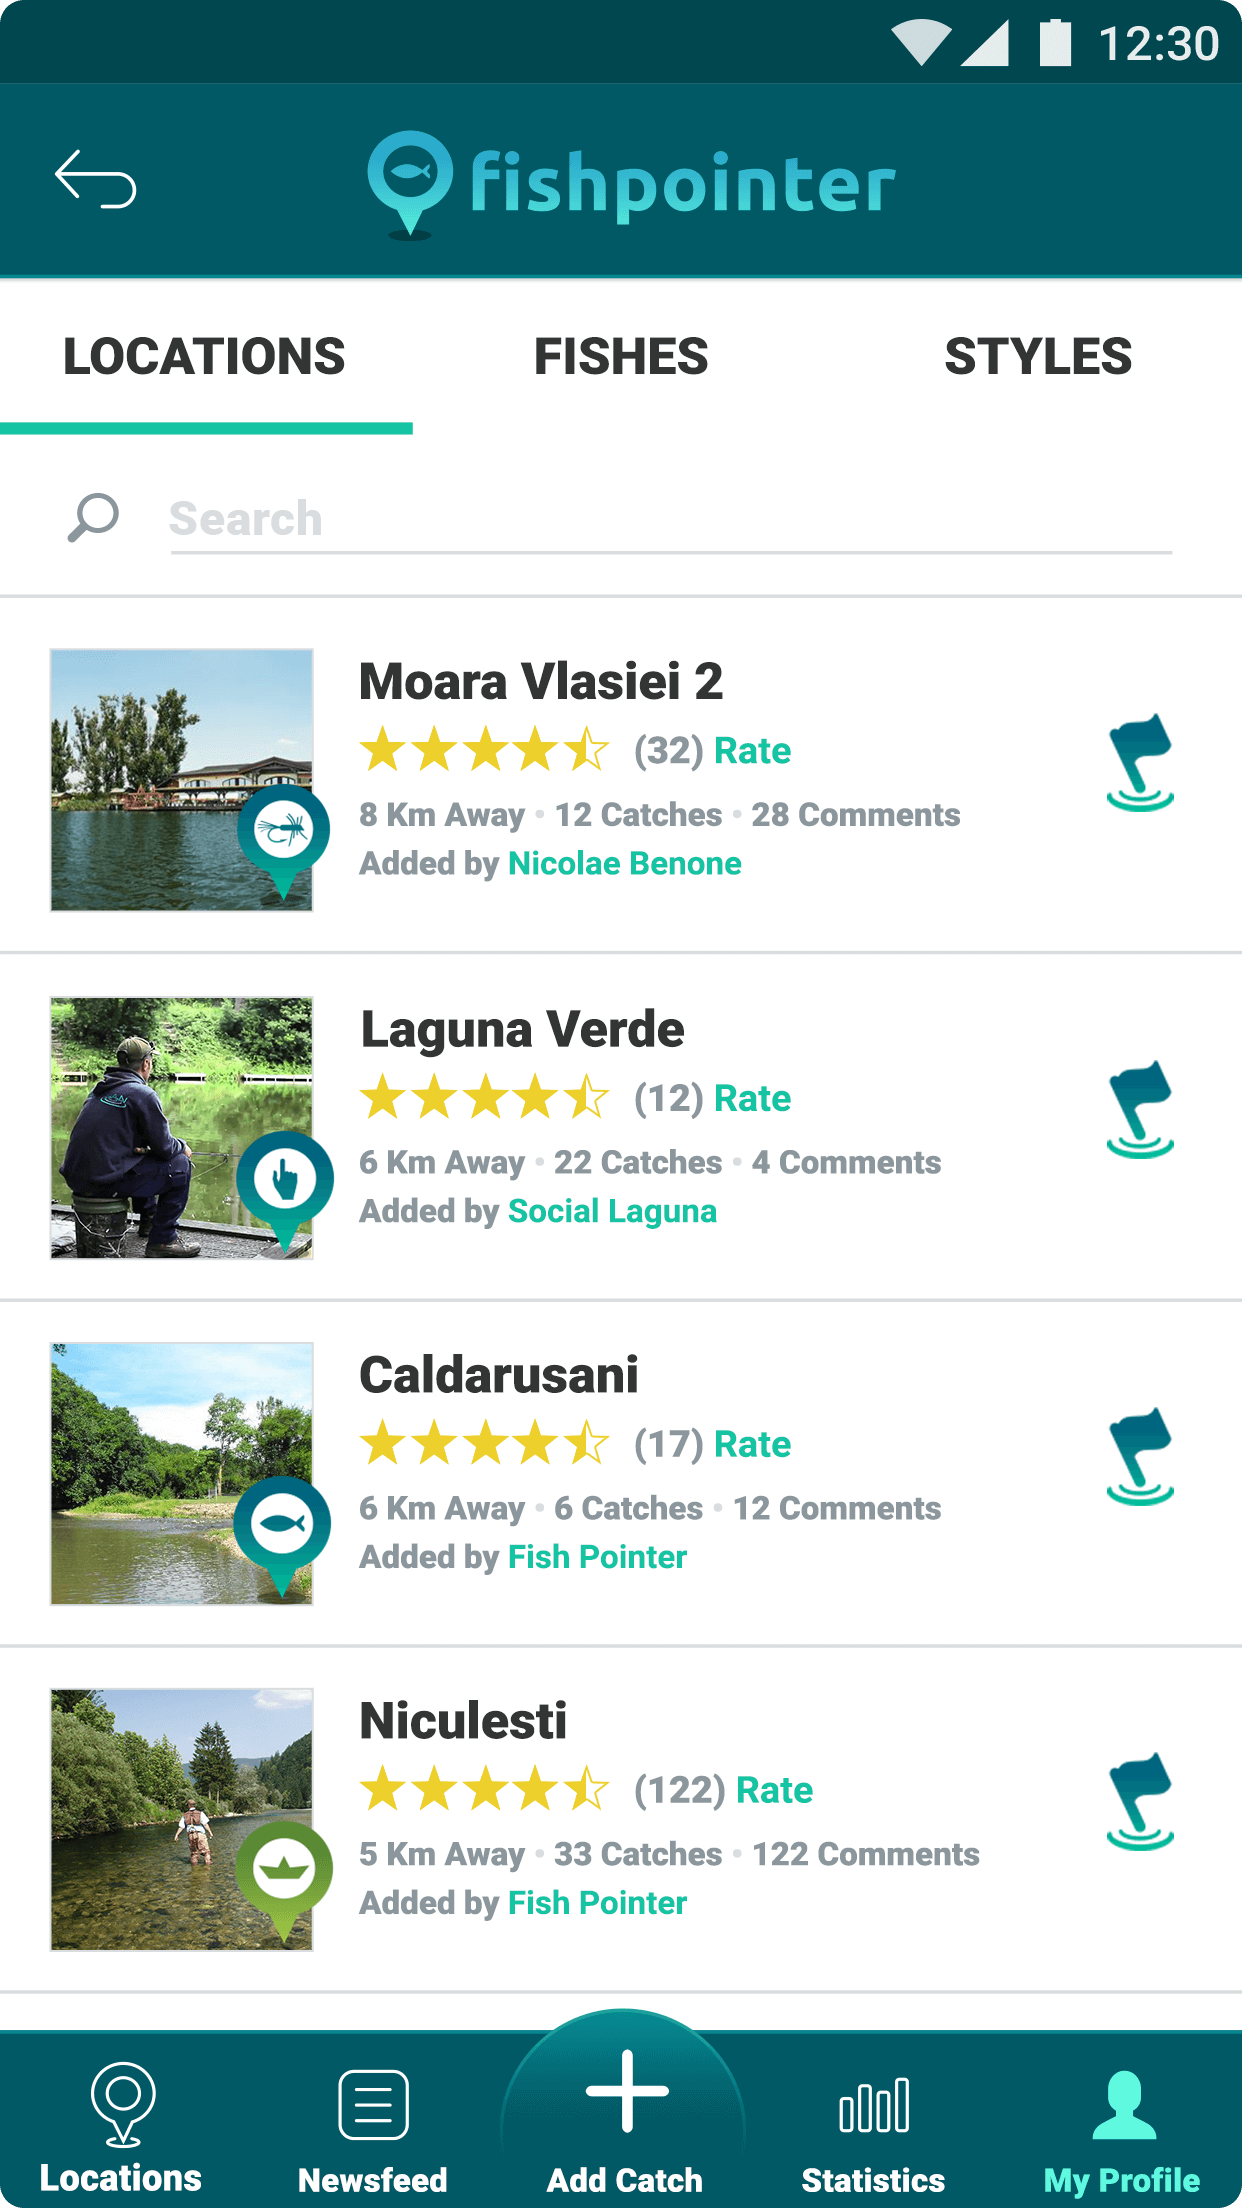 12:30
fishpointer
LOCATIONS FISHES STYLES
Search
Moara Vlasiei 2
(32) Rate
8 Km Away • 12 Catches • 28 Comments
Added by Nicolae Benone
Laguna Verde
(12) Rate
6 Km Away • 22 Catches • 4 Comments
Added by Social Laguna
Caldarusani
(17) Rate
6 Km Away • 6 Catches • 12 Comments
Added by Fish Pointer
Niculesti
(122) Rate
5 Km Away • 33 Catches • 122 Comments
Added by Fish Pointer
Locations Newsfeed Add Catch Statistics My Profile